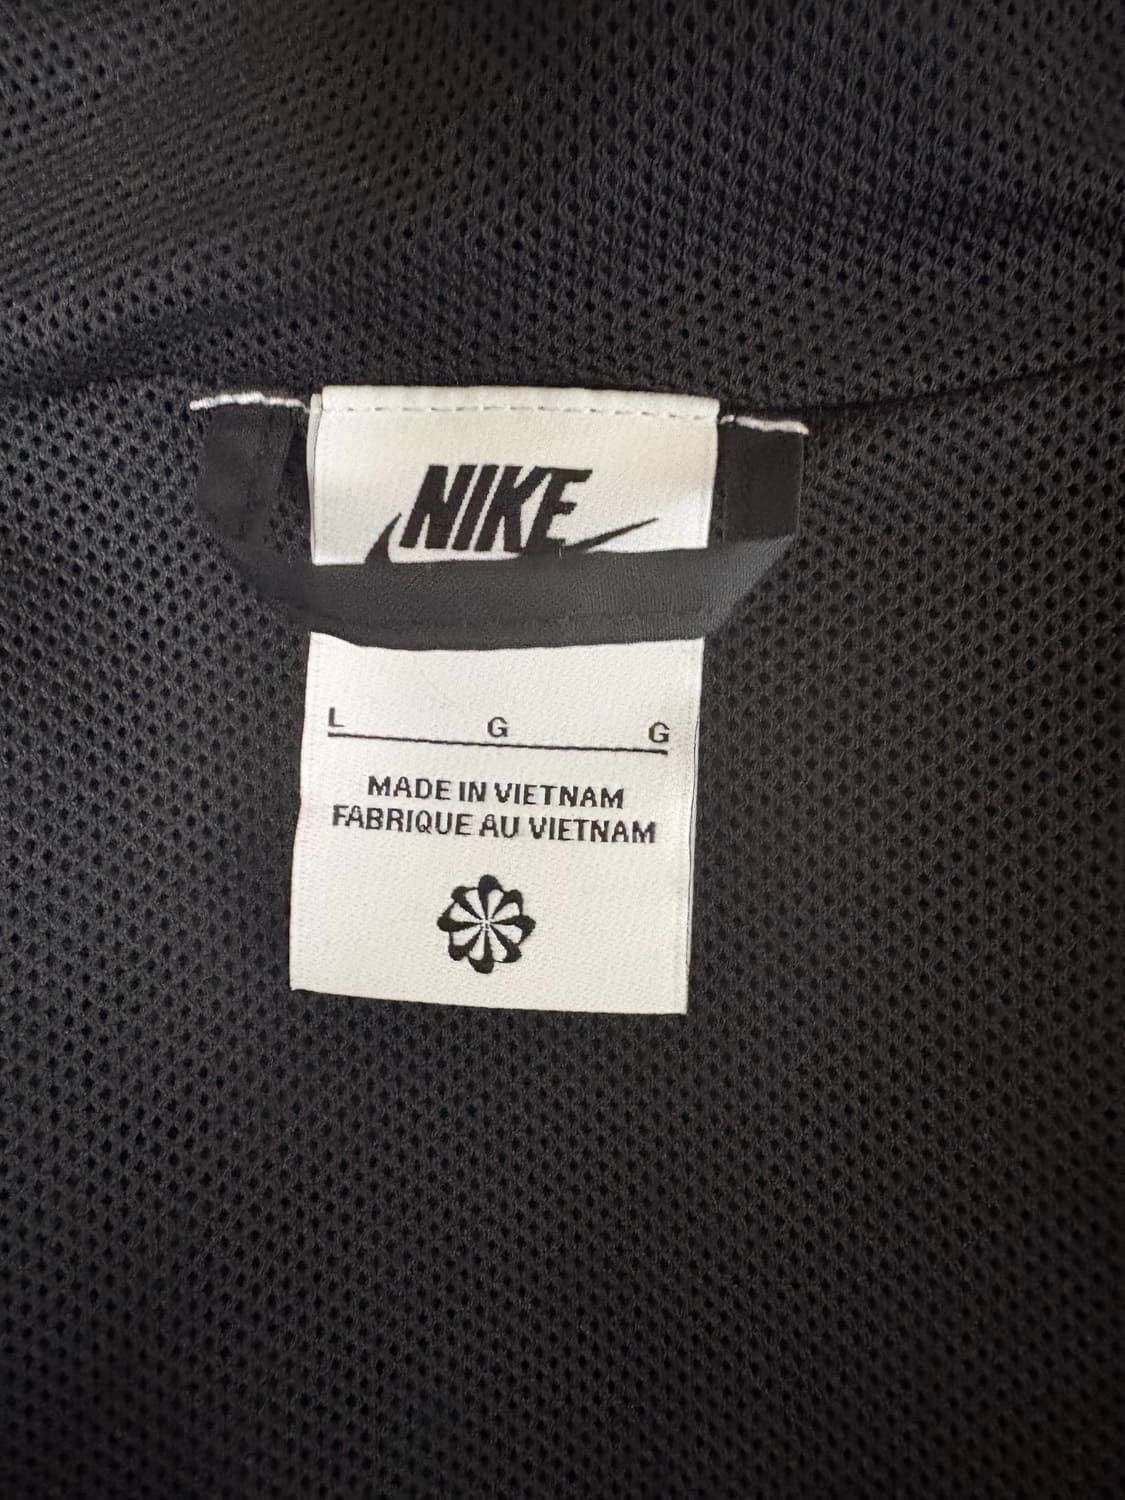 NIKE
L G G
MADE IN VIETNAM
FABRIQUE AU VIETNAM